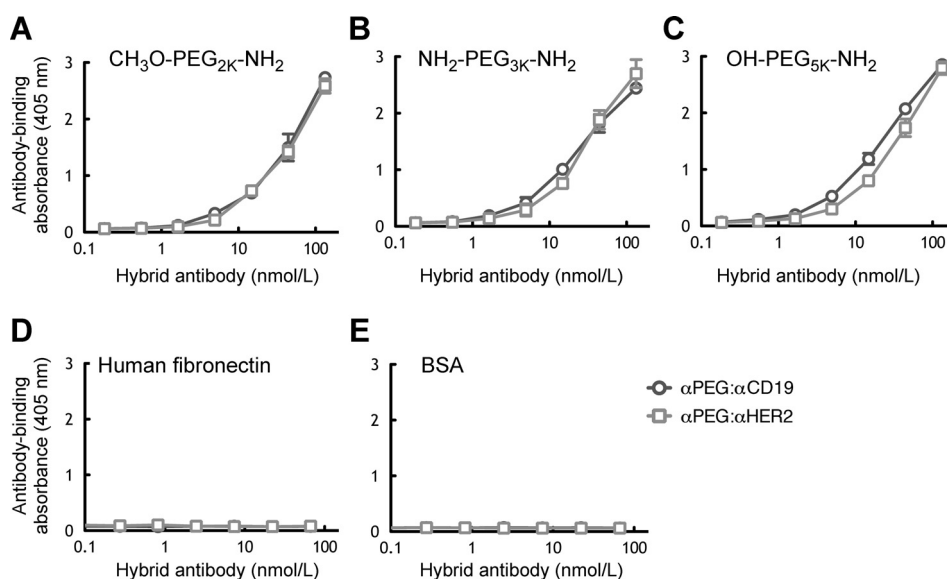 A
CH₃O-PEG₂ₖ-NH₂
Antibody-binding
absorbance (405 nm)
3
2
1
0
0.1
1
10
100
Hybrid antibody (nmol/L)
B
NH₂-PEG₃ₖ-NH₂
3
2
1
0
0.1
1
10
100
Hybrid antibody (nmol/L)
C
OH-PEG₅ₖ-NH₂
3
2
1
0
0.1
1
10
100
Hybrid antibody (nmol/L)
D
Human fibronectin
Antibody-binding
absorbance (405 nm)
3
2
1
0
0.1
1
10
100
Hybrid antibody (nmol/L)
E
BSA
3
2
1
0
0.1
1
10
100
Hybrid antibody (nmol/L)
αPEG:αCD19
αPEG:αHER2